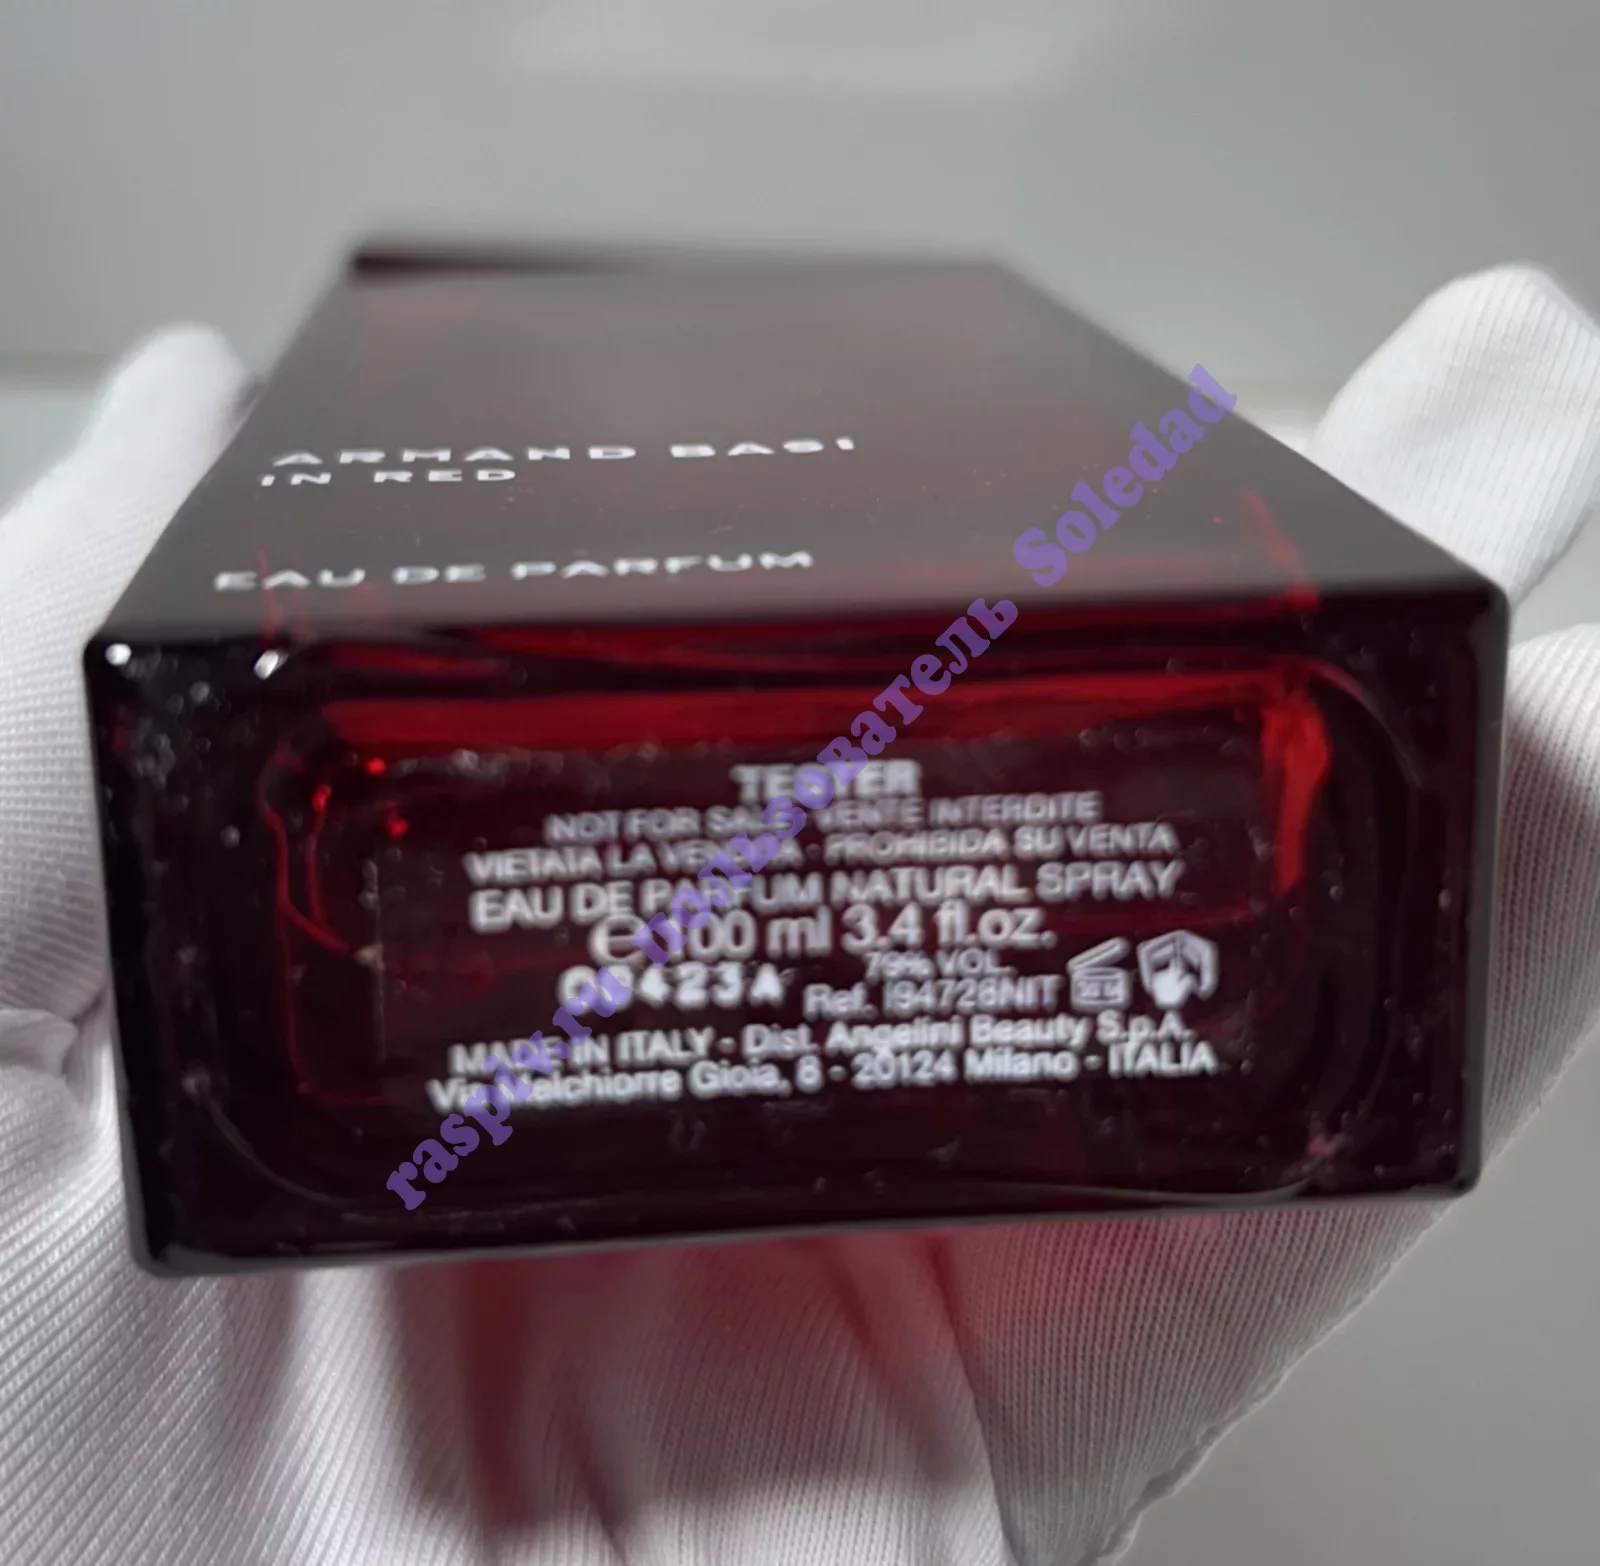 ARMAND BASI
IN RED
EAU DE PARFUM
TESTER
NOT FOR SALE - VENTE INTERDITE
VIETATA LA VENDITA - PROHIBIDA SU VENTA
EAU DE PARFUM NATURAL SPRAY
℮ 100 ml 3.4 fl.oz.
79% VOL.
423A Ref. I94728NIT
MADE IN ITALY - Dist. Angelini Beauty S.p.A.
Via Melchiorre Gioia, 8 - 20124 Milano - ITALIA
raspiv.ru пользователь Soledad